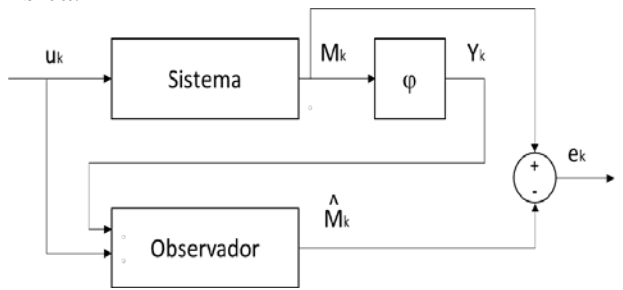 uk
Sistema
Mk
φ
Yk
+
-
ek
^
Mk
Observador